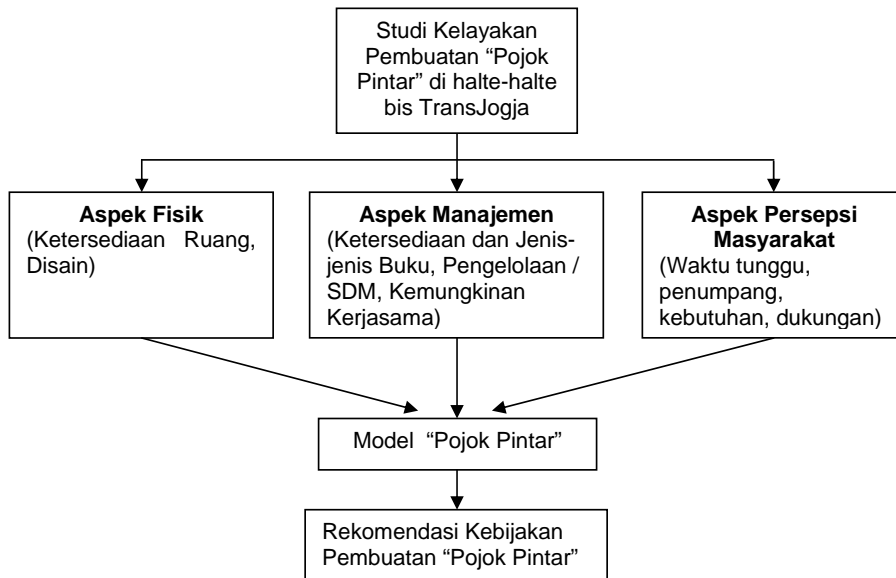 Studi Kelayakan
Pembuatan “Pojok
Pintar” di halte-halte
bis TransJogja
Aspek Fisik
(Ketersediaan Ruang,
Disain)
Aspek Manajemen
(Ketersediaan dan Jenis-
jenis Buku, Pengelolaan /
SDM, Kemungkinan
Kerjasama)
Aspek Persepsi
Masyarakat
(Waktu tunggu,
penumpang,
kebutuhan, dukungan)
Model “Pojok Pintar”
Rekomendasi Kebijakan
Pembuatan “Pojok Pintar”